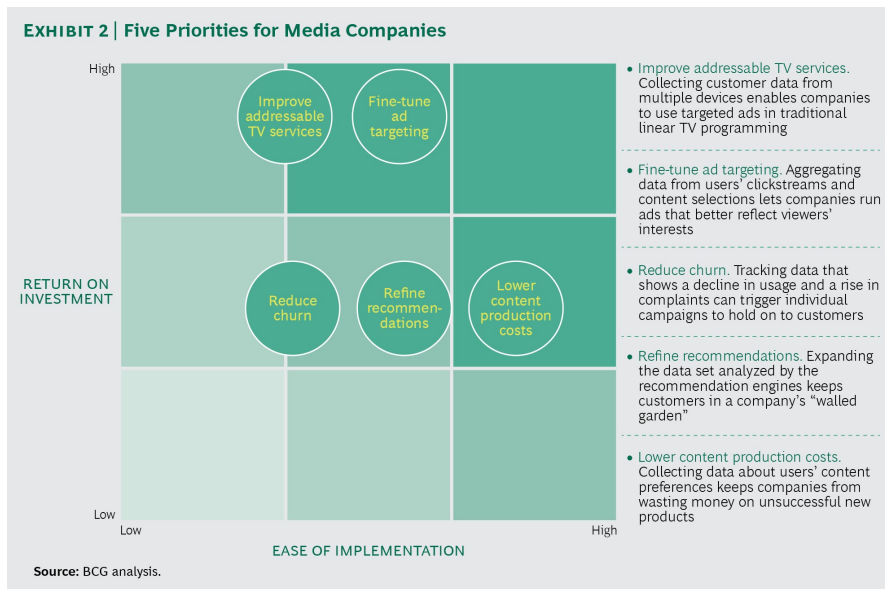 EXHIBIT 2 | Five Priorities for Media Companies
High
Improve
addressable
TV services
Fine-tune
ad
targeting
RETURN ON
INVESTMENT
Reduce
churn
Refine
recommen-
dations
Lower
content
production
costs
Low
Low
High
EASE OF IMPLEMENTATION
• Improve addressable TV services.
Collecting customer data from
multiple devices enables companies
to use targeted ads in traditional
linear TV programming
• Fine-tune ad targeting. Aggregating
data from users’ clickstreams and
content selections lets companies run
ads that better reflect viewers’
interests
• Reduce churn. Tracking data that
shows a decline in usage and a rise in
complaints can trigger individual
campaigns to hold on to customers
• Refine recommendations. Expanding
the data set analyzed by the
recommendation engines keeps
customers in a company’s “walled
garden”
• Lower content production costs.
Collecting data about users’ content
preferences keeps companies from
wasting money on unsuccessful new
products
Source: BCG analysis.